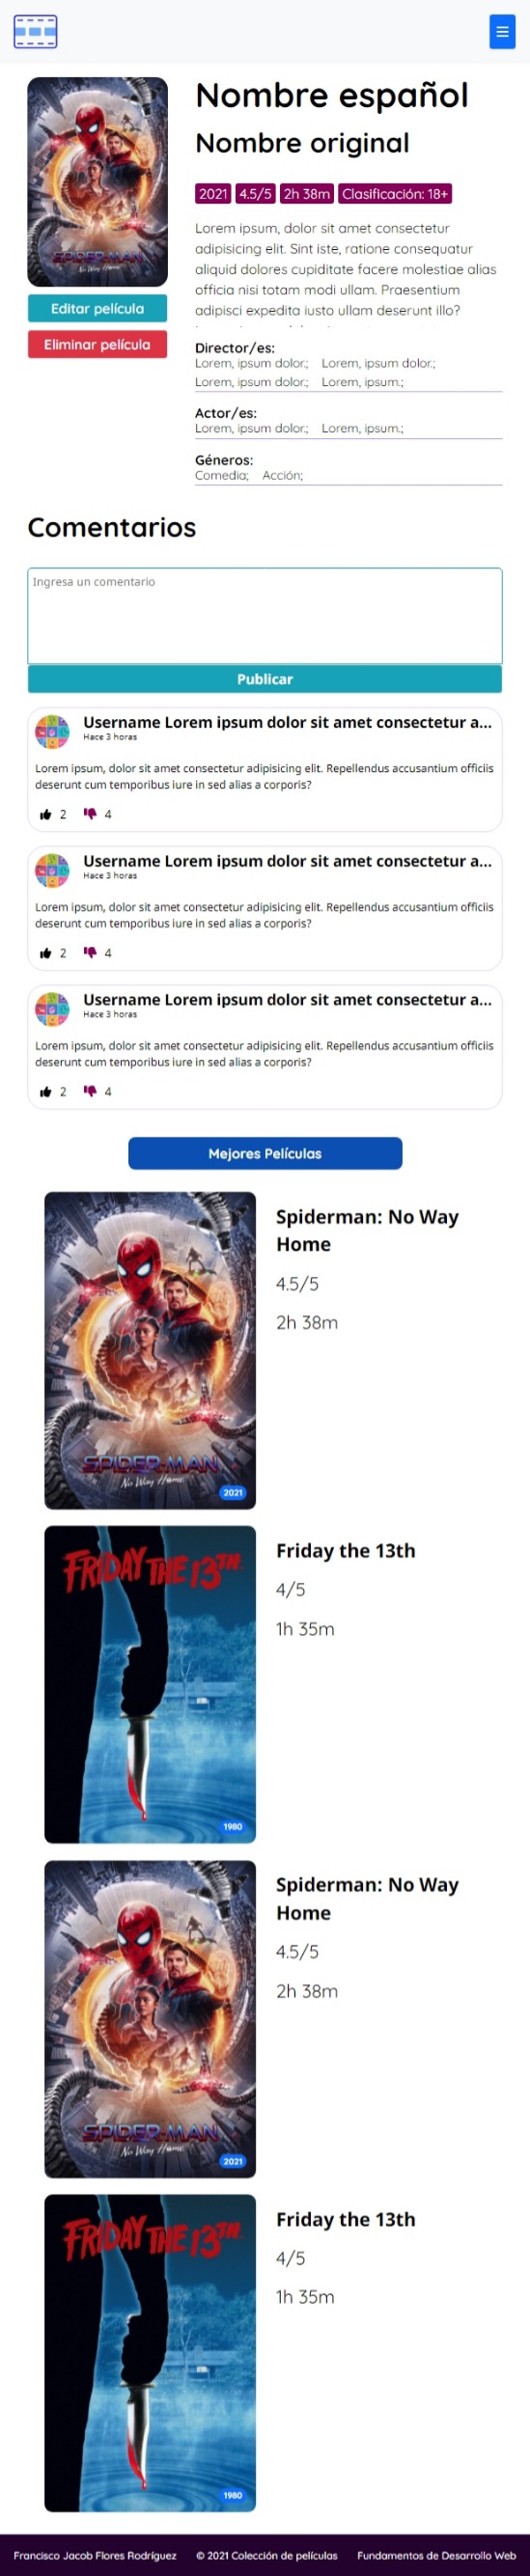 Nombre español
Nombre original
2021 4.5/5 2h 38m Clasificación: 18+
Lorem ipsum, dolor sit amet consectetur
adipisicing elit. Sint iste, ratione consequatur
aliquid dolores cupiditate facere molestiae alias
officia nisi totam modi ullam. Praesentium
adipisci expedita iusto ullam deserunt illo?
SPIDER-MAN
No Way Home
Editar película
Eliminar película
Director/es:
Lorem, ipsum dolor.; Lorem, ipsum dolor.;
Lorem, ipsum dolor.; Lorem, ipsum.;
Actor/es:
Lorem, ipsum dolor.; Lorem, ipsum.;
Géneros:
Comedia; Acción;
Comentarios
Ingresa un comentario
Publicar
Username Lorem ipsum dolor sit amet consectetur a...
Hace 3 horas
Lorem ipsum, dolor sit amet consectetur adipisicing elit. Repellendus accusantium officiis
deserunt cum temporibus iure in sed alias a corporis?
2 4
Username Lorem ipsum dolor sit amet consectetur a...
Hace 3 horas
Lorem ipsum, dolor sit amet consectetur adipisicing elit. Repellendus accusantium officiis
deserunt cum temporibus iure in sed alias a corporis?
2 4
Username Lorem ipsum dolor sit amet consectetur a...
Hace 3 horas
Lorem ipsum, dolor sit amet consectetur adipisicing elit. Repellendus accusantium officiis
deserunt cum temporibus iure in sed alias a corporis?
2 4
Mejores Películas
SPIDER-MAN
No Way Home
2021
Spiderman: No Way
Home
4.5/5
2h 38m
FRIDAY THE 13TH
1980
Friday the 13th
4/5
1h 35m
SPIDER-MAN
No Way Home
2021
Spiderman: No Way
Home
4.5/5
2h 38m
FRIDAY THE 13TH
1980
Friday the 13th
4/5
1h 35m
Francisco Jacob Flores Rodríguez © 2021 Colección de películas Fundamentos de Desarrollo Web